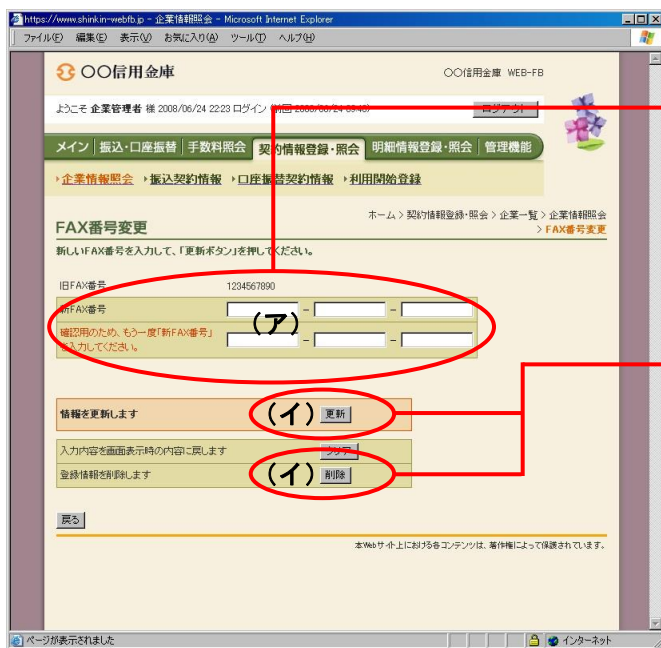 https://www.shinkin-webfb.jp - 企業情報照会 - Microsoft Internet Explorer
ファイル(F) 編集(E) 表示(V) お気に入り(A) ツール(T) ヘルプ(H)
〇〇信用金庫
〇〇信用金庫 WEB-FB
ようこそ 企業管理者 様 2008/06/24 22:23 ログイン
ログアウト
メイン 振込・口座振替 手数料照会 契約情報登録・照会 明細情報登録・照会 管理機能
企業情報照会 振込契約情報 口座振替契約情報 利用開始登録
ホーム > 契約情報登録・照会 > 企業一覧 > 企業情報照会
> FAX番号変更
FAX番号変更
新しいFAX番号を入力して、「更新ボタン」を押してください。
旧FAX番号 1234567890
新FAX番号 - -
(ア)
確認用のため、もう一度「新FAX番号」
を入力してください。 - -
情報を更新します (イ) 更新
入力内容を画面表示時の内容に戻します クリア
登録情報を削除します (イ) 削除
戻る
本Webサイト上における各コンテンツは、著作権によって保護されています。
ページが表示されました
インターネット